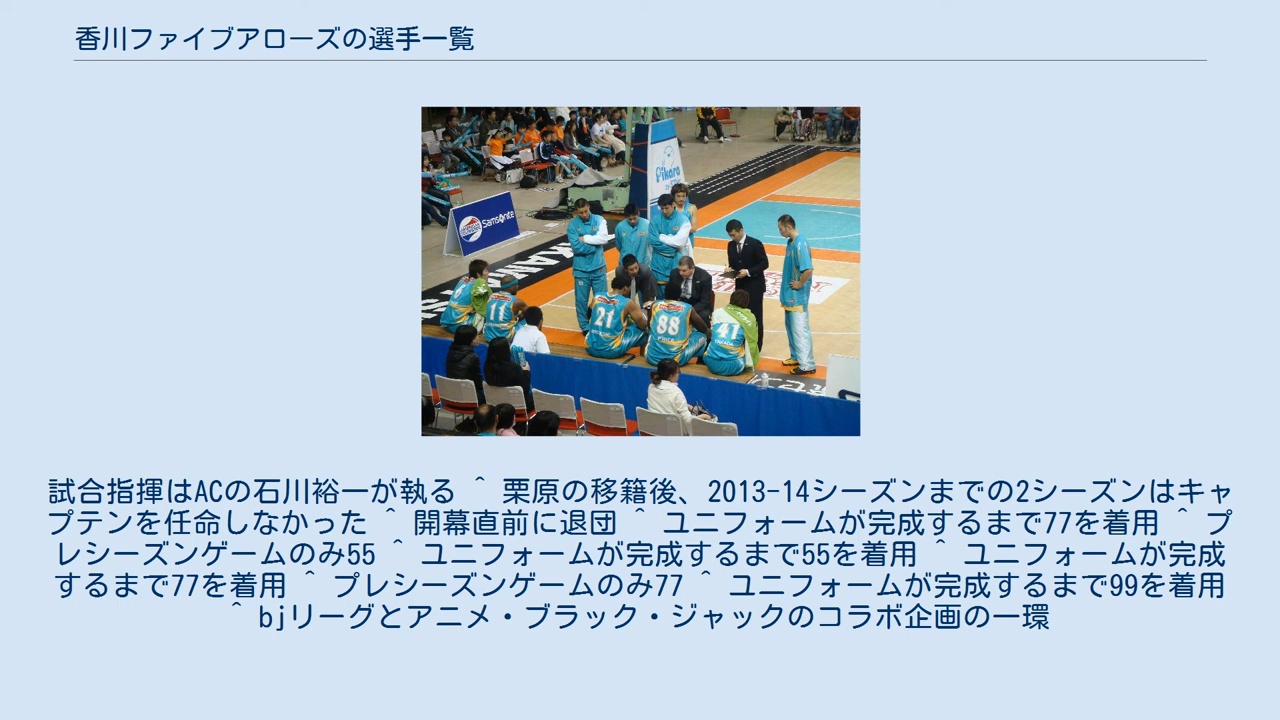 香川ファイブアローズの選手一覧
Pikara
Samsonite
11
21
88
41
試合指揮はACの石川裕一が執る ^ 栗原の移籍後、2013-14シーズンまでの2シーズンはキャ
プテンを任命しなかった ^ 開幕直前に退団 ^ ユニフォームが完成するまで77を着用 ^ プ
レシーズンゲームのみ55 ^ ユニフォームが完成するまで55を着用 ^ ユニフォームが完成
するまで77を着用 ^ プレシーズンゲームのみ77 ^ ユニフォームが完成するまで99を着用
^ bjリーグとアニメ・ブラック・ジャックのコラボ企画の一環